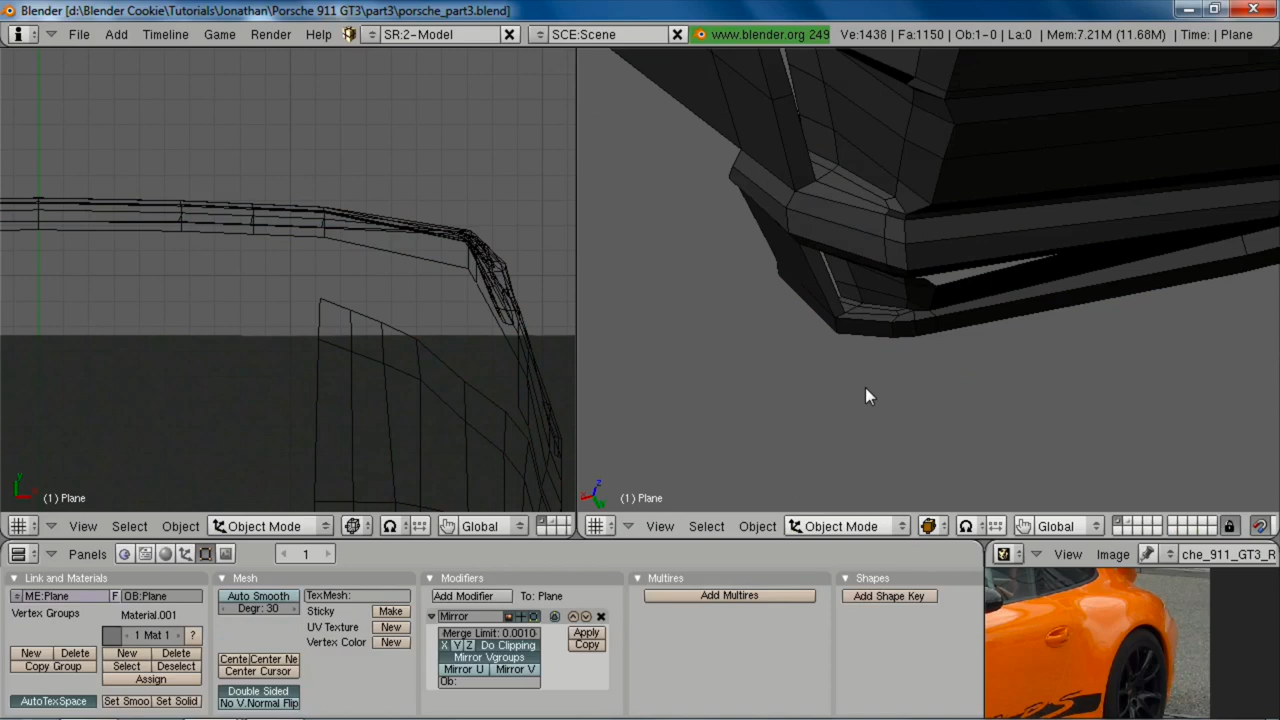 Blender [d:\Blender Cookie\Tutorials\Jonathan\Porsche 911 GT3\part3\porsche_part3.blend]
File Add Timeline Game Render Help SR:2-Model SCE:Scene www.blender.org 249 Ve:1438 | Fa:1150 | Ob:1-0 | La:0 | Mem:7.21M (11.68M) | Time: | Plane
(1) Plane
(1) Plane
View Select Object Object Mode Global
View Select Object Object Mode Global
Panels 1
View Image che_911_GT3_R
Link and Materials
ME:Plane F OB:Plane
Vertex Groups Material.001
1 Mat 1 ?
New Delete New Delete
Copy Group Select Deselect
Assign
AutoTexSpace Set Smoo Set Solid
Mesh
Auto Smooth TexMesh:
Degr: 30 Sticky Make
UV Texture New
Vertex Color New
Cente Center Ne
Center Cursor
Double Sided
No V.Normal Flip
Modifiers
Add Modifier To: Plane
Mirror
Merge Limit: 0.0010 Apply
X Y Z Do Clipping Copy
Mirror Vgroups
Mirror U Mirror V
Ob:
Multires
Add Multires
Shapes
Add Shape Key